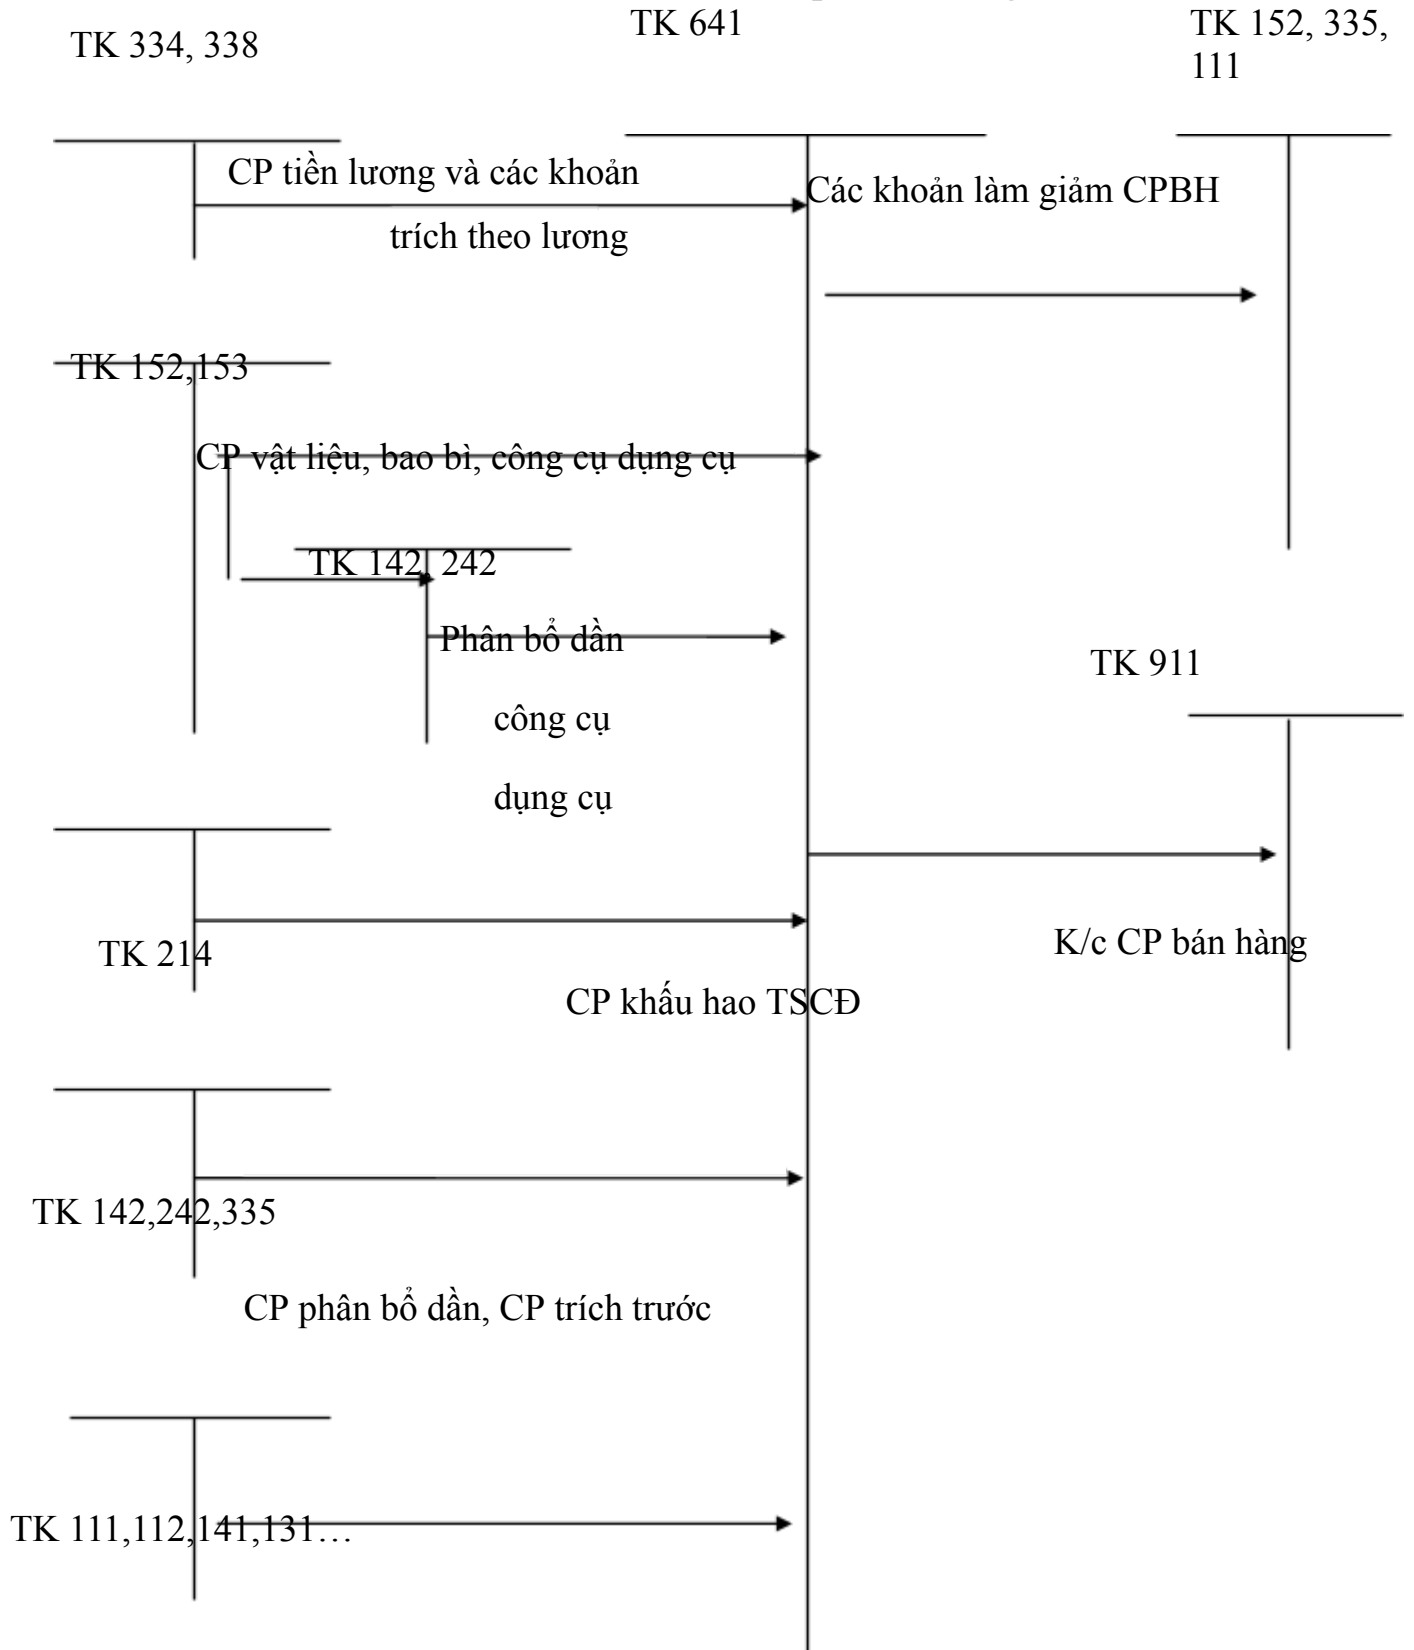 TK 334, 338
TK 641
TK 152, 335,
111
CP tiền lương và các khoản
trích theo lương
Các khoản làm giảm CPBH
TK 152,153
CP vật liệu, bao bì, công cụ dụng cụ
TK 142, 242
Phân bổ dần
công cụ
dụng cụ
TK 911
TK 214
K/c CP bán hàng
CP khấu hao TSCĐ
TK 142,242,335
CP phân bổ dần, CP trích trước
TK 111,112,141,131…